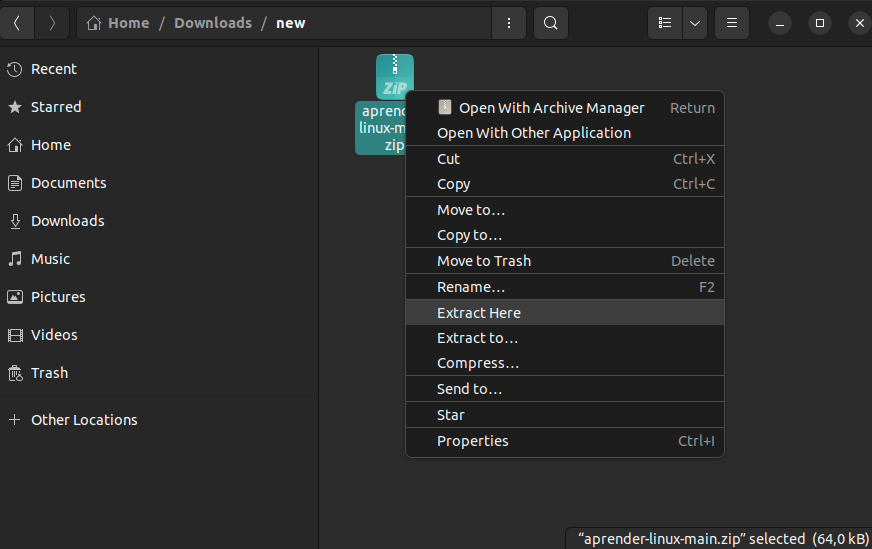 Home / Downloads / new
Recent
Starred
Home
Documents
Downloads
Music
Pictures
Videos
Trash
Other Locations
ZiP
aprend
linux-m
zip
Open With Archive Manager Return
Open With Other Application
Cut Ctrl+X
Copy Ctrl+C
Move to…
Copy to…
Move to Trash Delete
Rename… F2
Extract Here
Extract to…
Compress…
Send to…
Star
Properties Ctrl+I
“aprender-linux-main.zip” selected (64,0 kB)